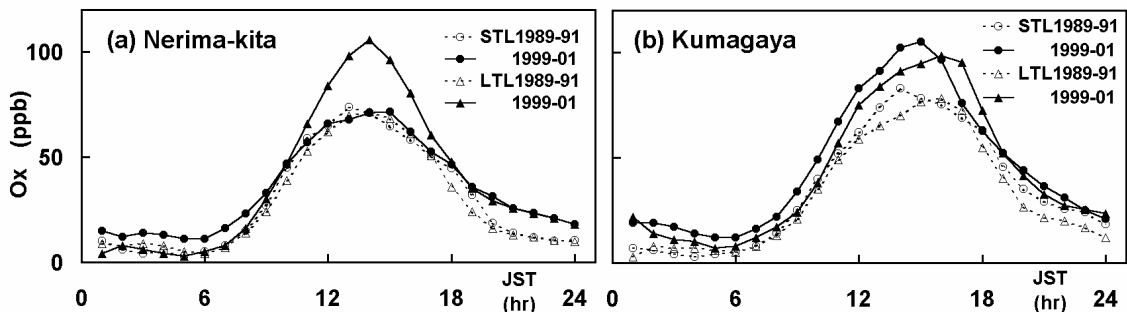 (a) Nerima-kita
STL1989-91
1999-01
LTL1989-91
1999-01
(b) Kumagaya
STL1989-91
1999-01
LTL1989-91
1999-01
Ox (ppb)
100
50
0
0 6 12 18 24
JST
(hr)
0 6 12 18 24
JST
(hr)